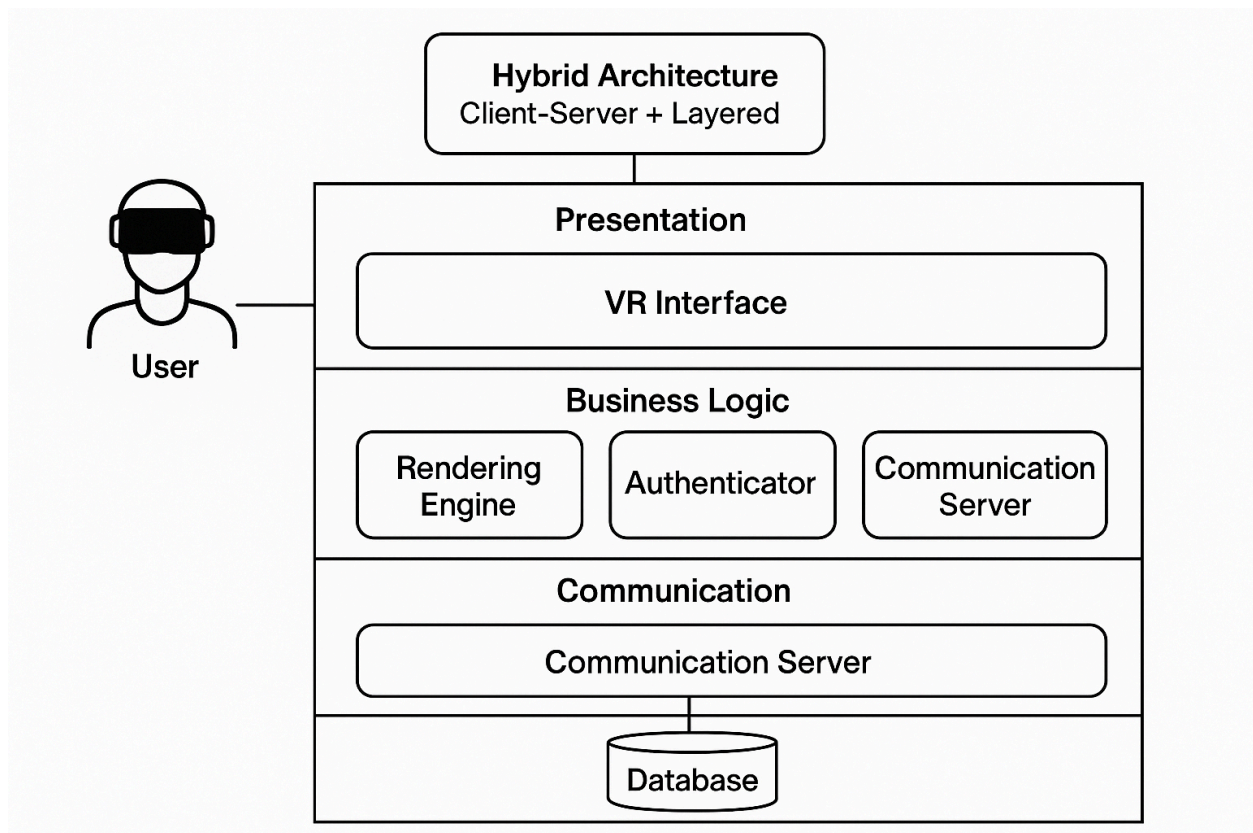 Hybrid Architecture
Client-Server + Layered
User
Presentation
VR Interface
Business Logic
Rendering
Engine
Authenticator
Communication
Server
Communication
Communication Server
Database